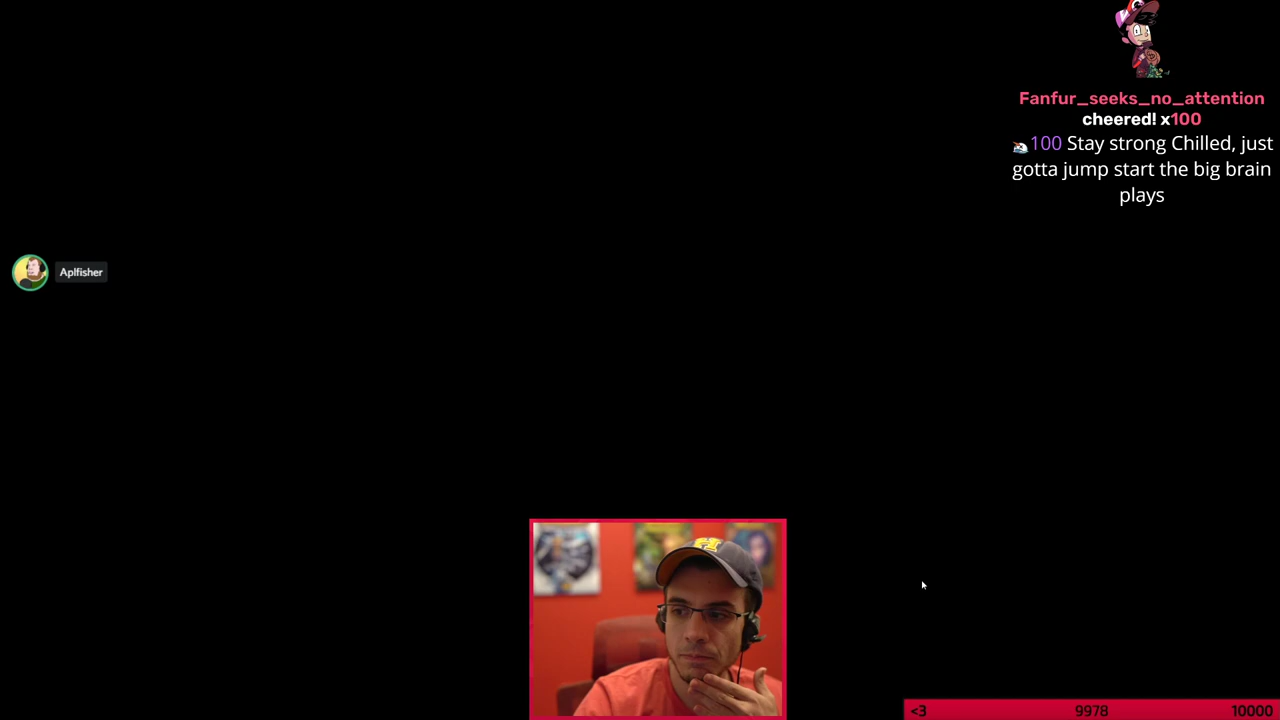 Fanfur_seeks_no_attention
cheered! x100
100 Stay strong Chilled, just
gotta jump start the big brain
plays
Aplfisher
H
<3 9978 10000